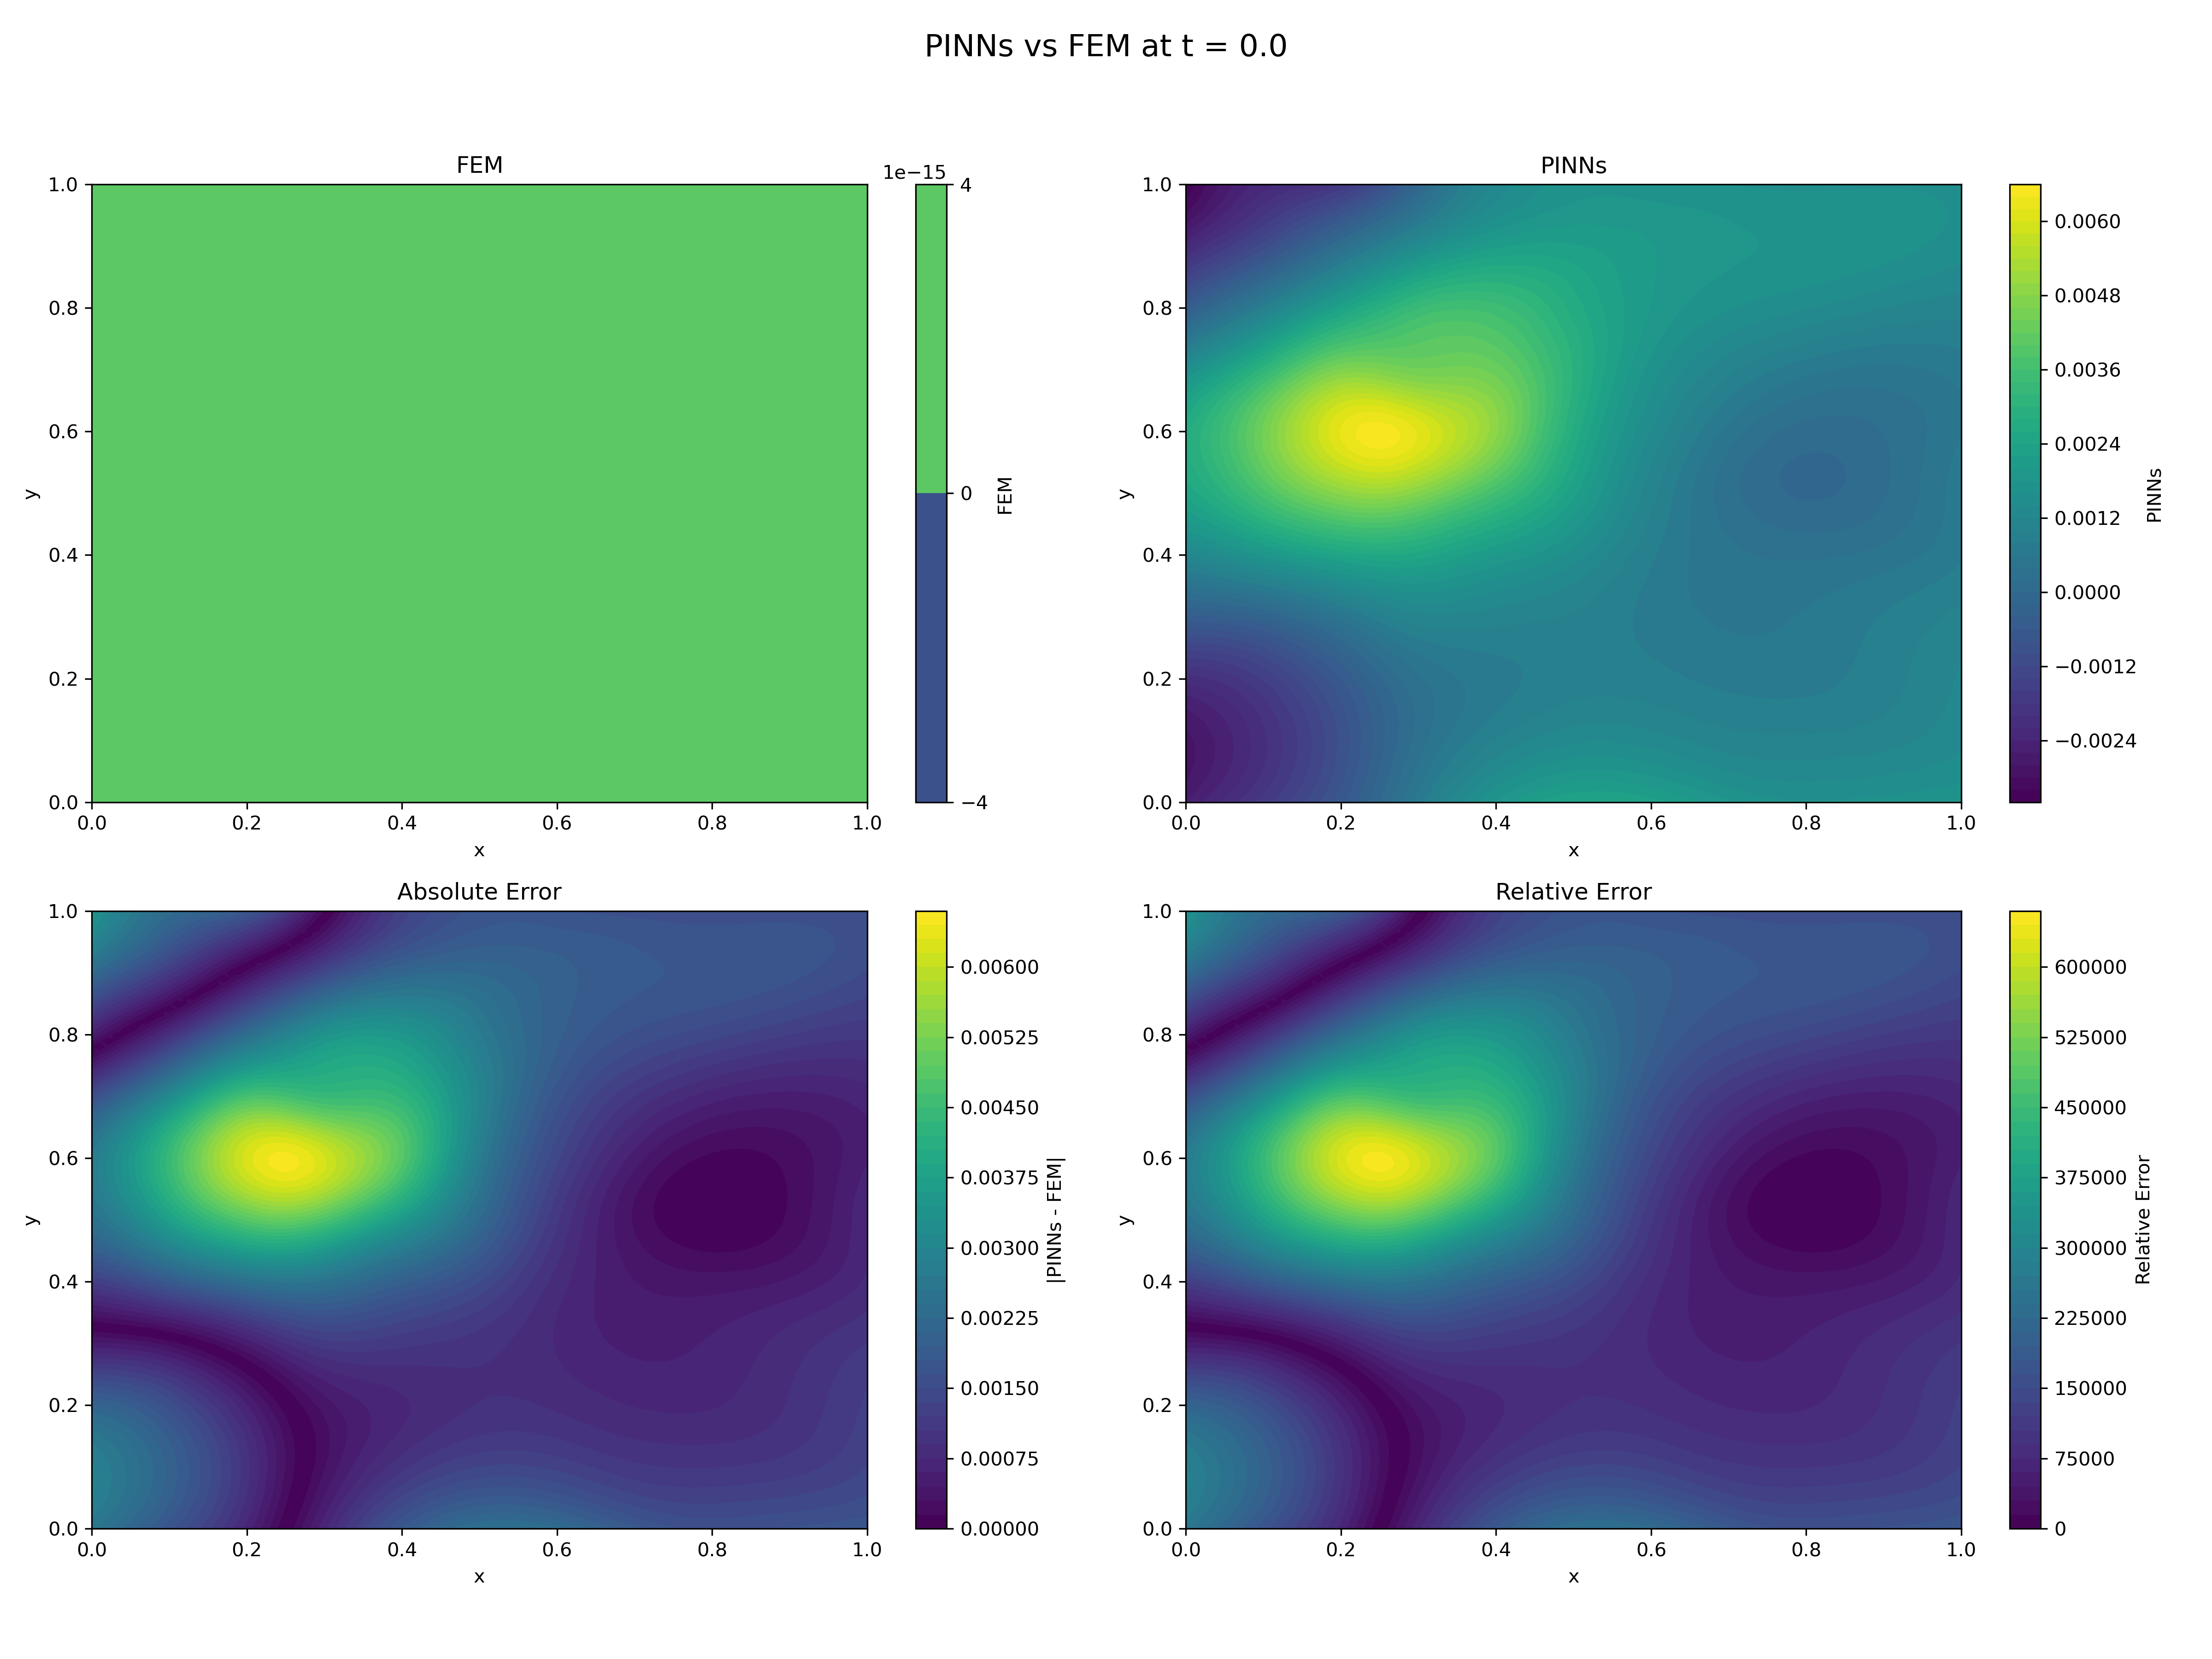 PINNs vs FEM at t = 0.0
FEM
1e−15
1.0
0.8
0.6
0.4
0.2
0.0
0.0 0.2 0.4 0.6 0.8 1.0
x
y
4
0
−4
FEM
PINNs
1.0
0.8
0.6
0.4
0.2
0.0
0.0 0.2 0.4 0.6 0.8 1.0
x
y
0.0060
0.0048
0.0036
0.0024
0.0012
0.0000
−0.0012
−0.0024
PINNs
Absolute Error
1.0
0.8
0.6
0.4
0.2
0.0
0.0 0.2 0.4 0.6 0.8 1.0
x
y
0.00600
0.00525
0.00450
0.00375
0.00300
0.00225
0.00150
0.00075
0.00000
|PINNs - FEM|
Relative Error
1.0
0.8
0.6
0.4
0.2
0.0
0.0 0.2 0.4 0.6 0.8 1.0
x
y
600000
525000
450000
375000
300000
225000
150000
75000
0
Relative Error